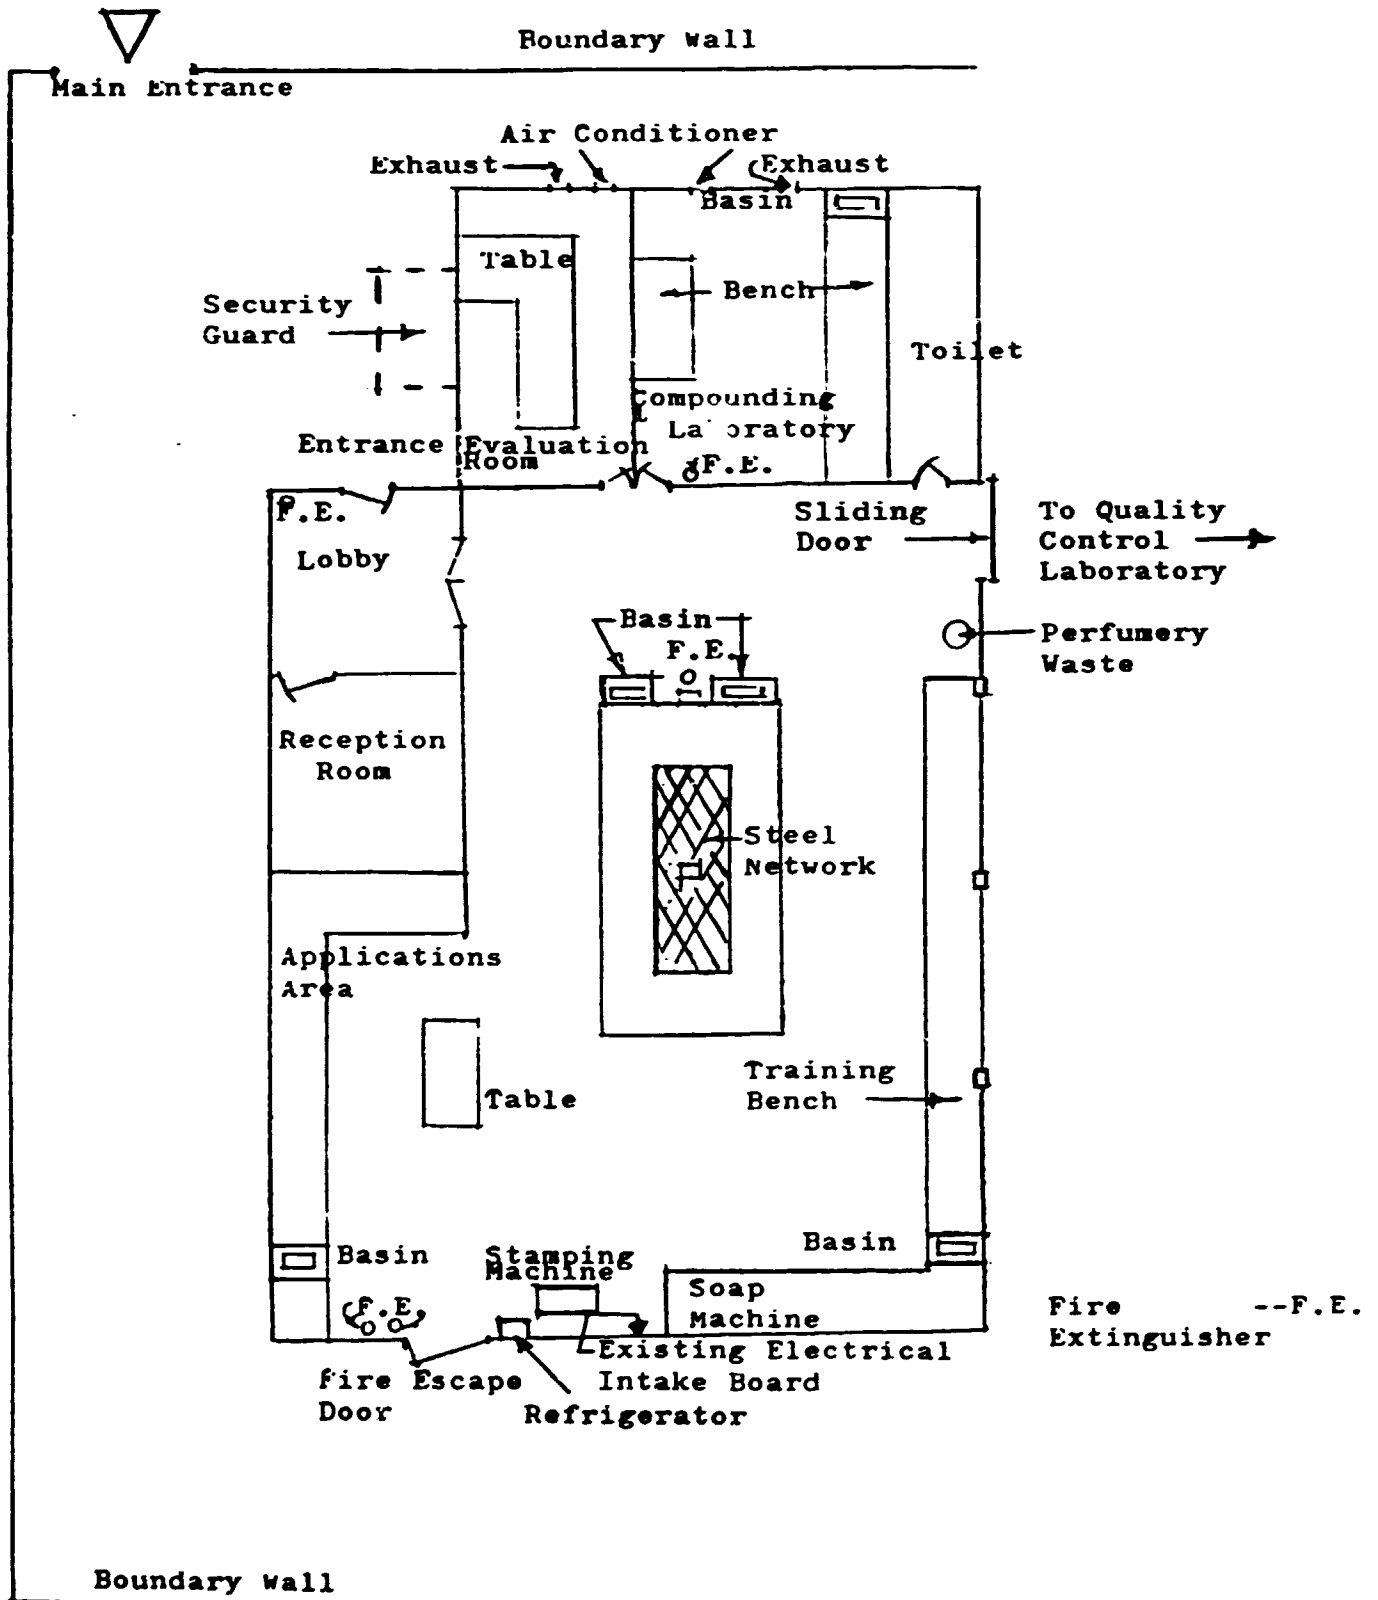 Boundary wall
Main Entrance
Air Conditioner
Exhaust
Exhaust
Basin
Table
Bench
Security
Guard
Toilet
Compounding
Laboratory
Entrance
Evaluation
Room
F.E.
F.E.
Lobby
Sliding
Door
To Quality
Control
Laboratory
Basin
F.E.
Perfumery
Waste
Reception
Room
Steel
Network
Applications
Area
Training
Bench
Table
Basin
Basin
Stamping
Machine
Soap
Machine
F.E.
Fire --F.E.
Extinguisher
Existing Electrical
Intake Board
Fire Escape
Door
Refrigerator
Boundary wall